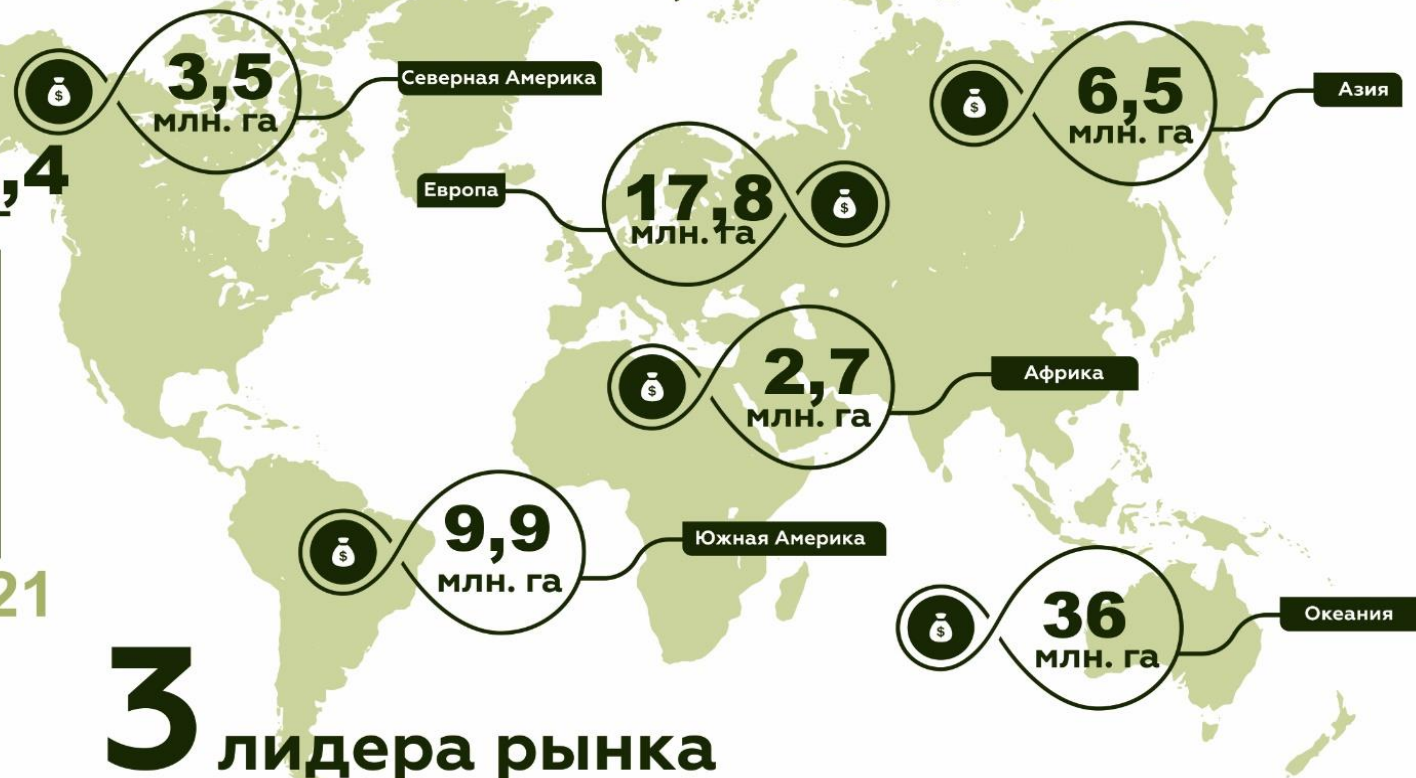 3,5
млн. га
Северная Америка
6,5
млн. га
Азия
,4
Европа
17,8
млн. га
2,7
млн. га
Африка
9,9
млн. га
Южная Америка
21
36
млн. га
Океания
3 лидера рынка